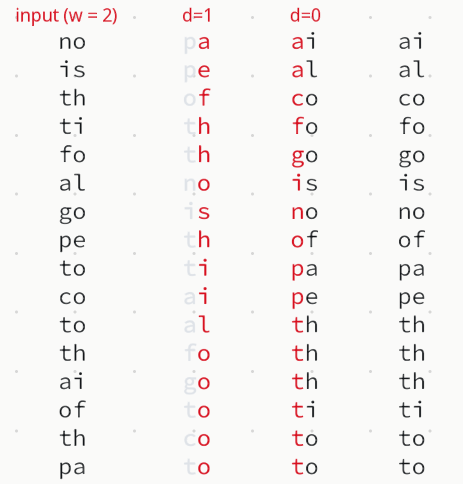 input (w = 2) d=1 d=0
no pa ai ai
is pe al al
th of co co
ti th fo fo
fo th go go
al no is is
go is no no
pe th of of
to ti pa pa
co ai pe pe
to al th th
th fo th th
ai go th th
of to ti ti
th co to to
pa to to to